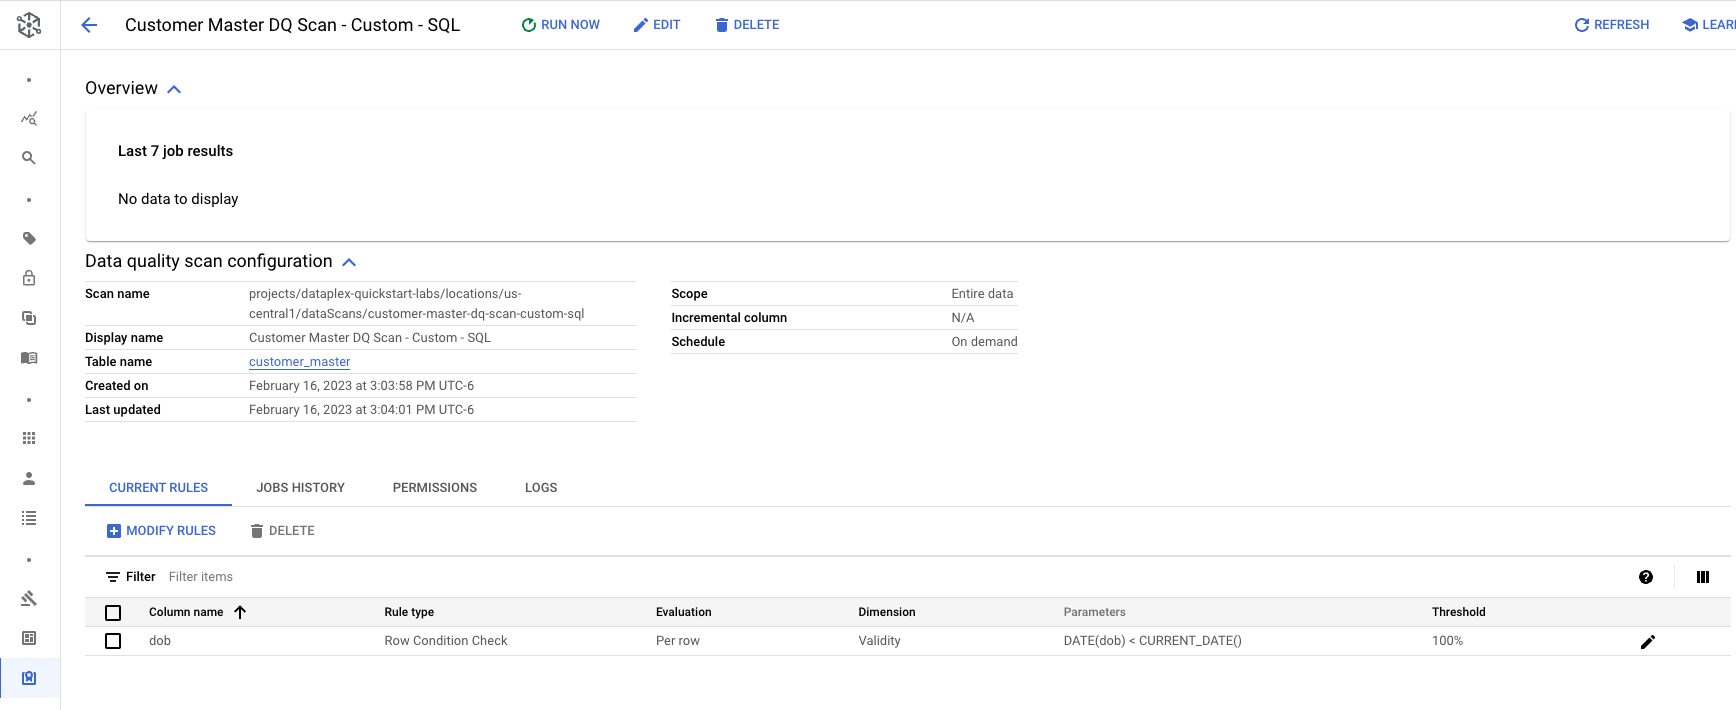 Customer Master DQ Scan - Custom - SQL RUN NOW EDIT DELETE REFRESH LEAR
Overview
Last 7 job results
No data to display
Data quality scan configuration
Scan name projects/dataplex-quickstart-labs/locations/us-
central1/dataScans/customer-master-dq-scan-custom-sql
Display name Customer Master DQ Scan - Custom - SQL
Table name customer_master
Created on February 16, 2023 at 3:03:58 PM UTC-6
Last updated February 16, 2023 at 3:04:01 PM UTC-6
Scope Entire data
Incremental column N/A
Schedule On demand
CURRENT RULES JOBS HISTORY PERMISSIONS LOGS
MODIFY RULES DELETE
Filter Filter items
Column name Rule type Evaluation Dimension Parameters Threshold
dob Row Condition Check Per row Validity DATE(dob) < CURRENT_DATE() 100%